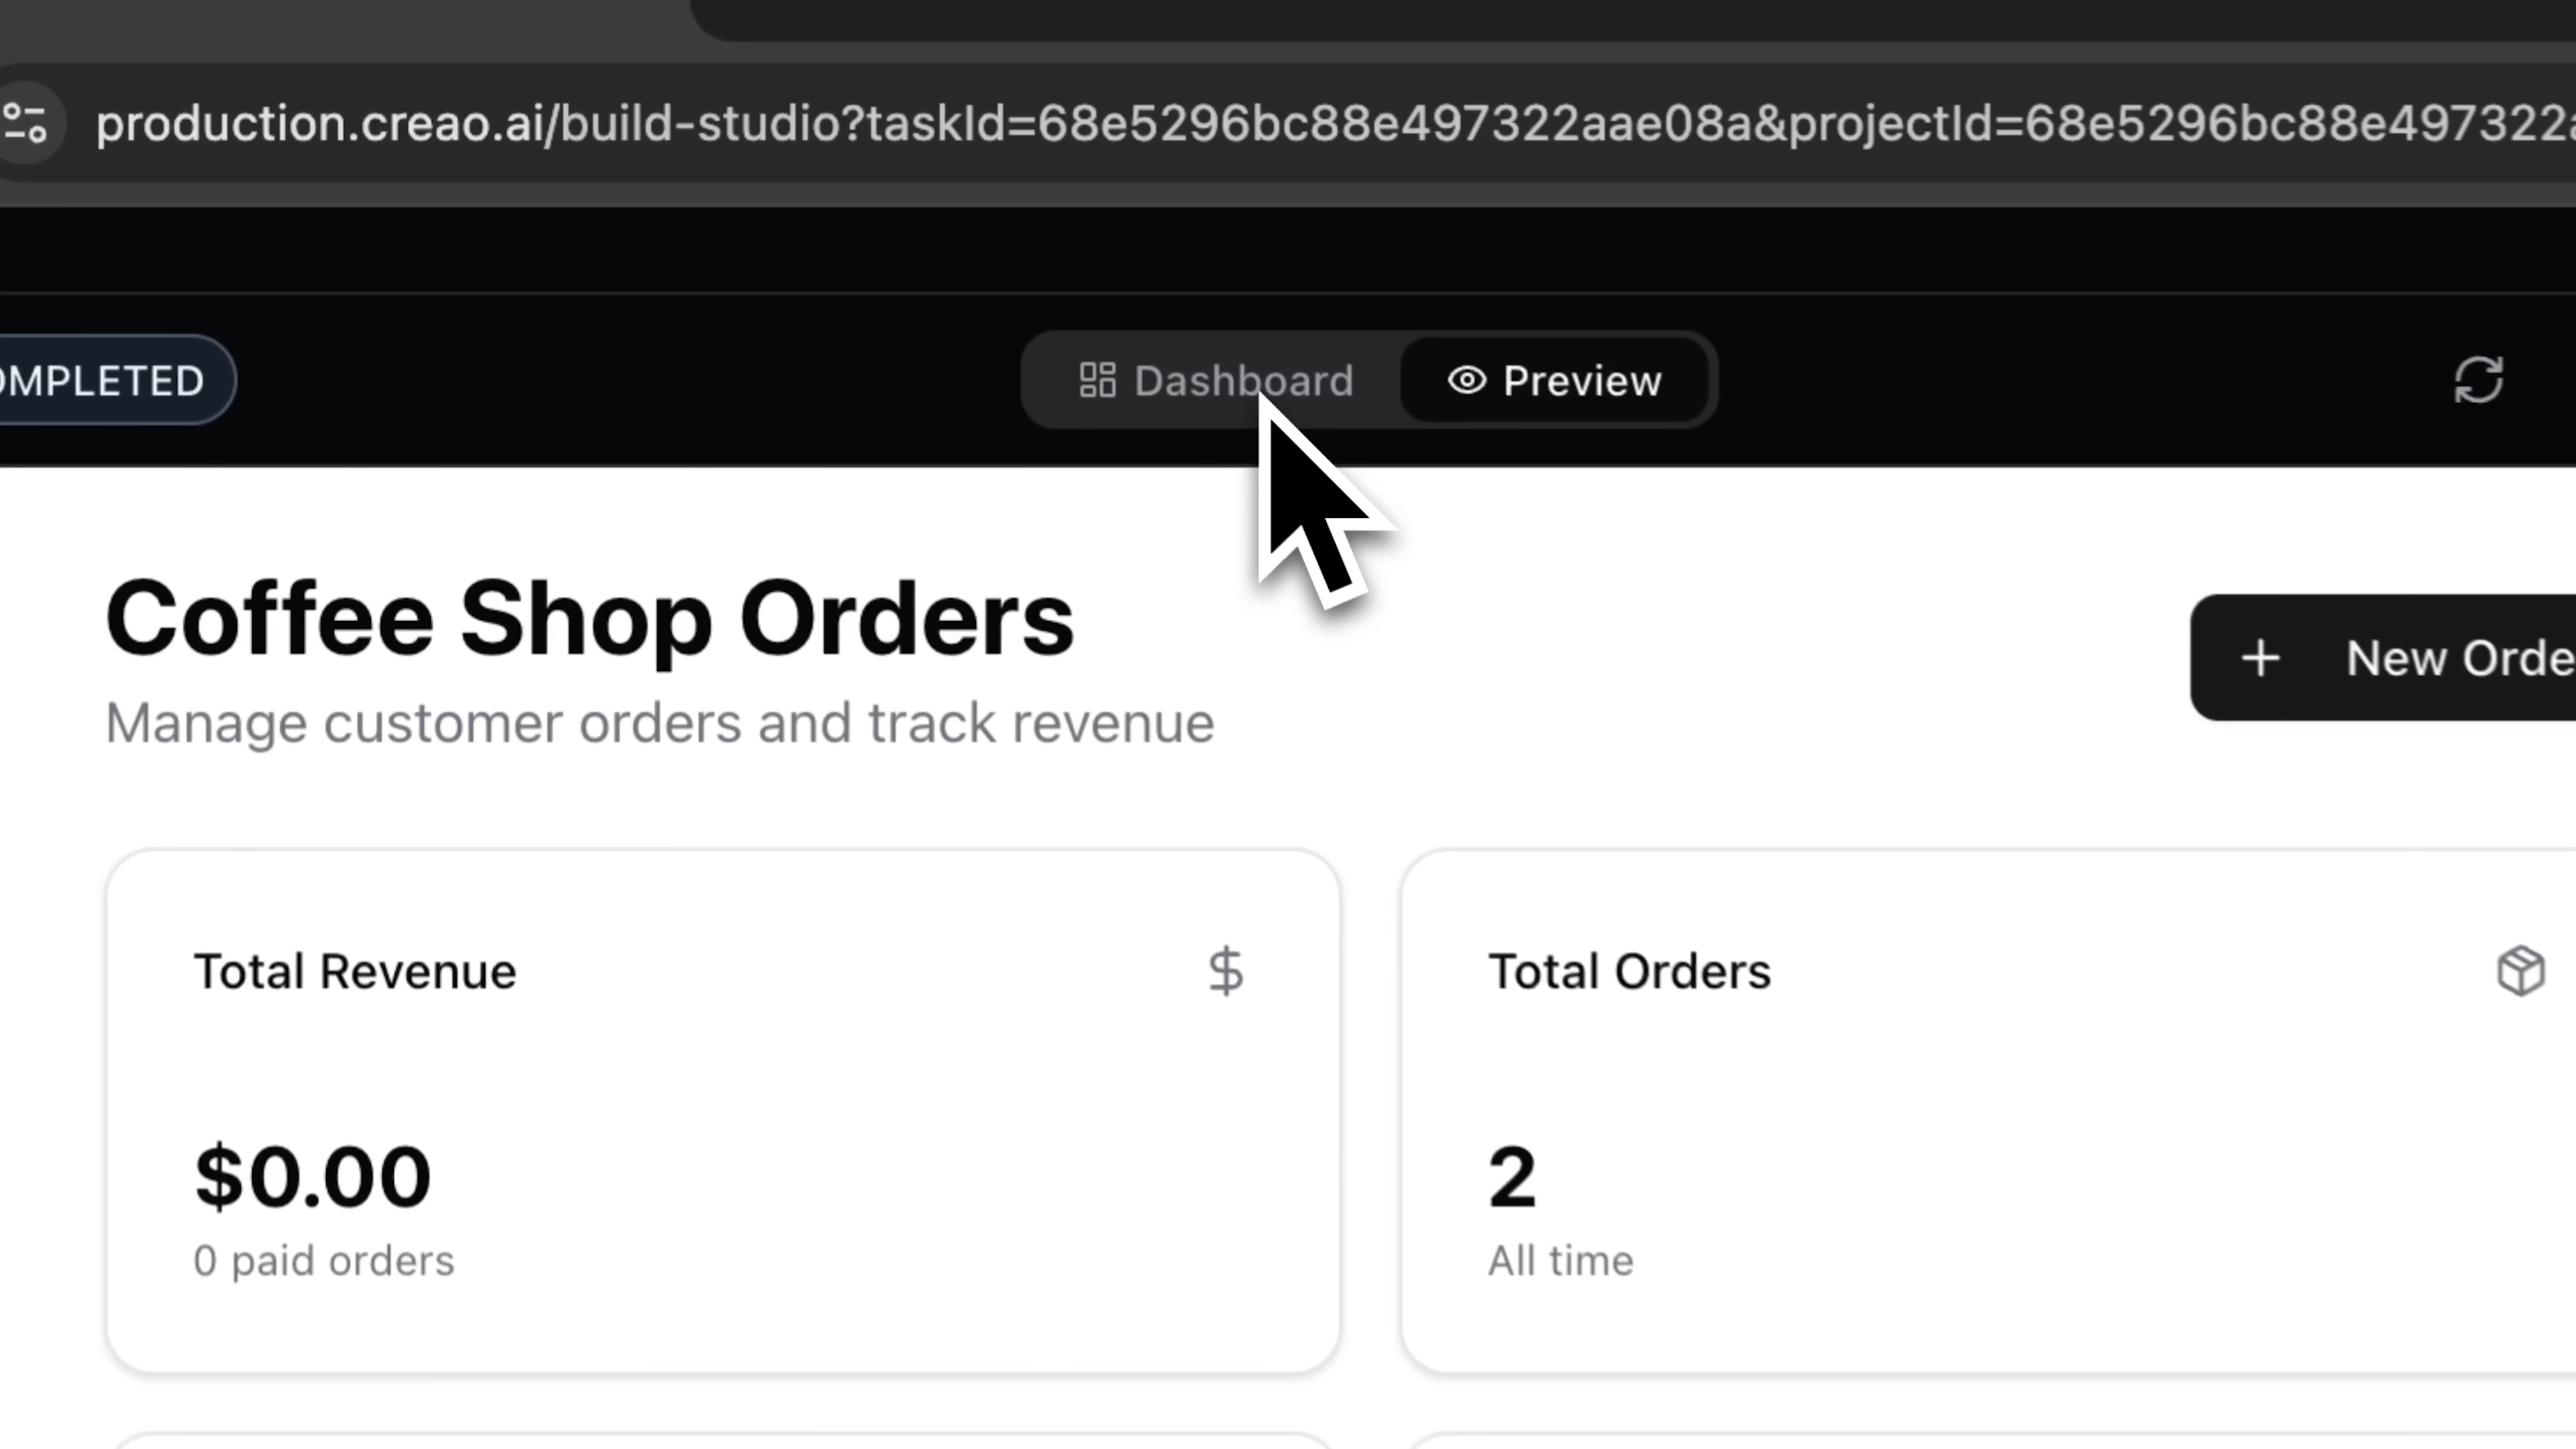 production.creao.ai/build-studio?taskId=68e5296bc88e497322aae08a&projectId=68e5296bc88e497322a
OMPLETED
Dashboard
Preview
Coffee Shop Orders
Manage customer orders and track revenue
+ New Orde
Total Revenue
$
$0.00
0 paid orders
Total Orders
2
All time